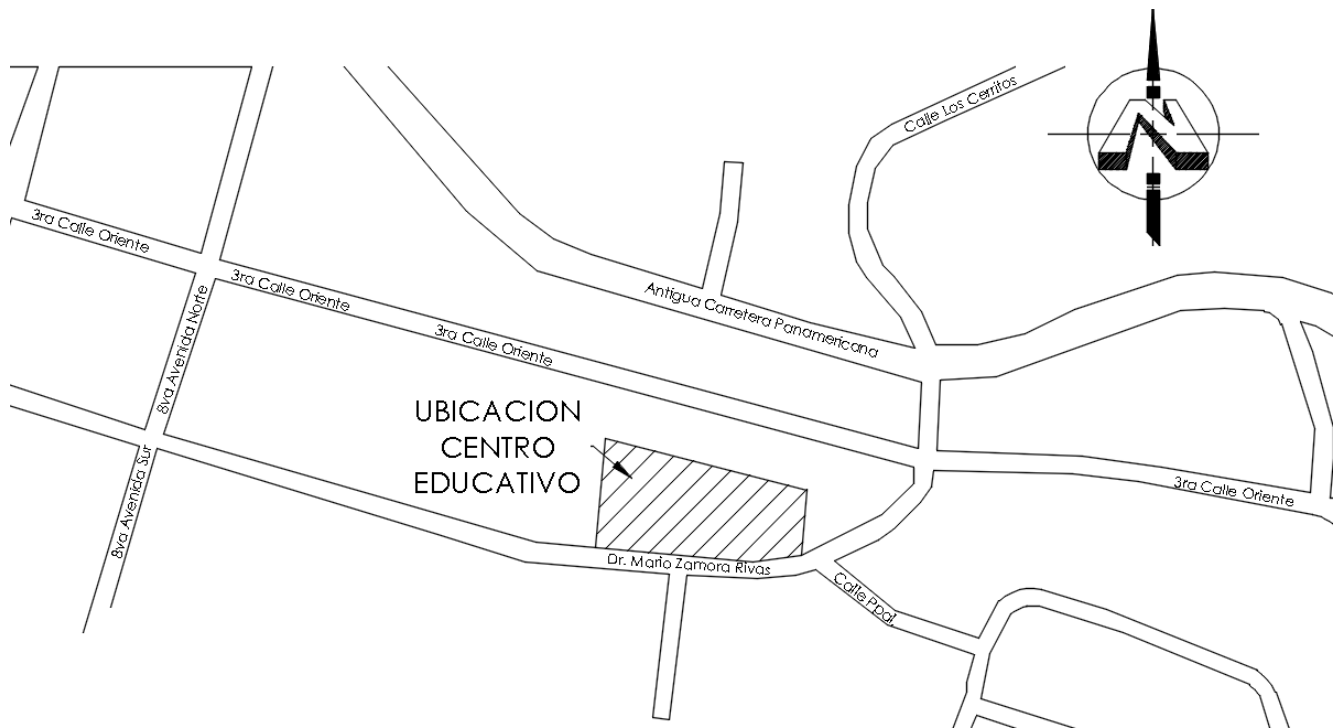 Calle Los Cerritos
N
3ra Calle Oriente
3ra Calle Oriente
Antigua Carretera Panamericana
3ra Calle Oriente
8va Avenida Norte
UBICACION
CENTRO
EDUCATIVO
8va Avenida Sur
3ra Calle Oriente
Dr. Mario Zamora Rivas
Calle Ppal.